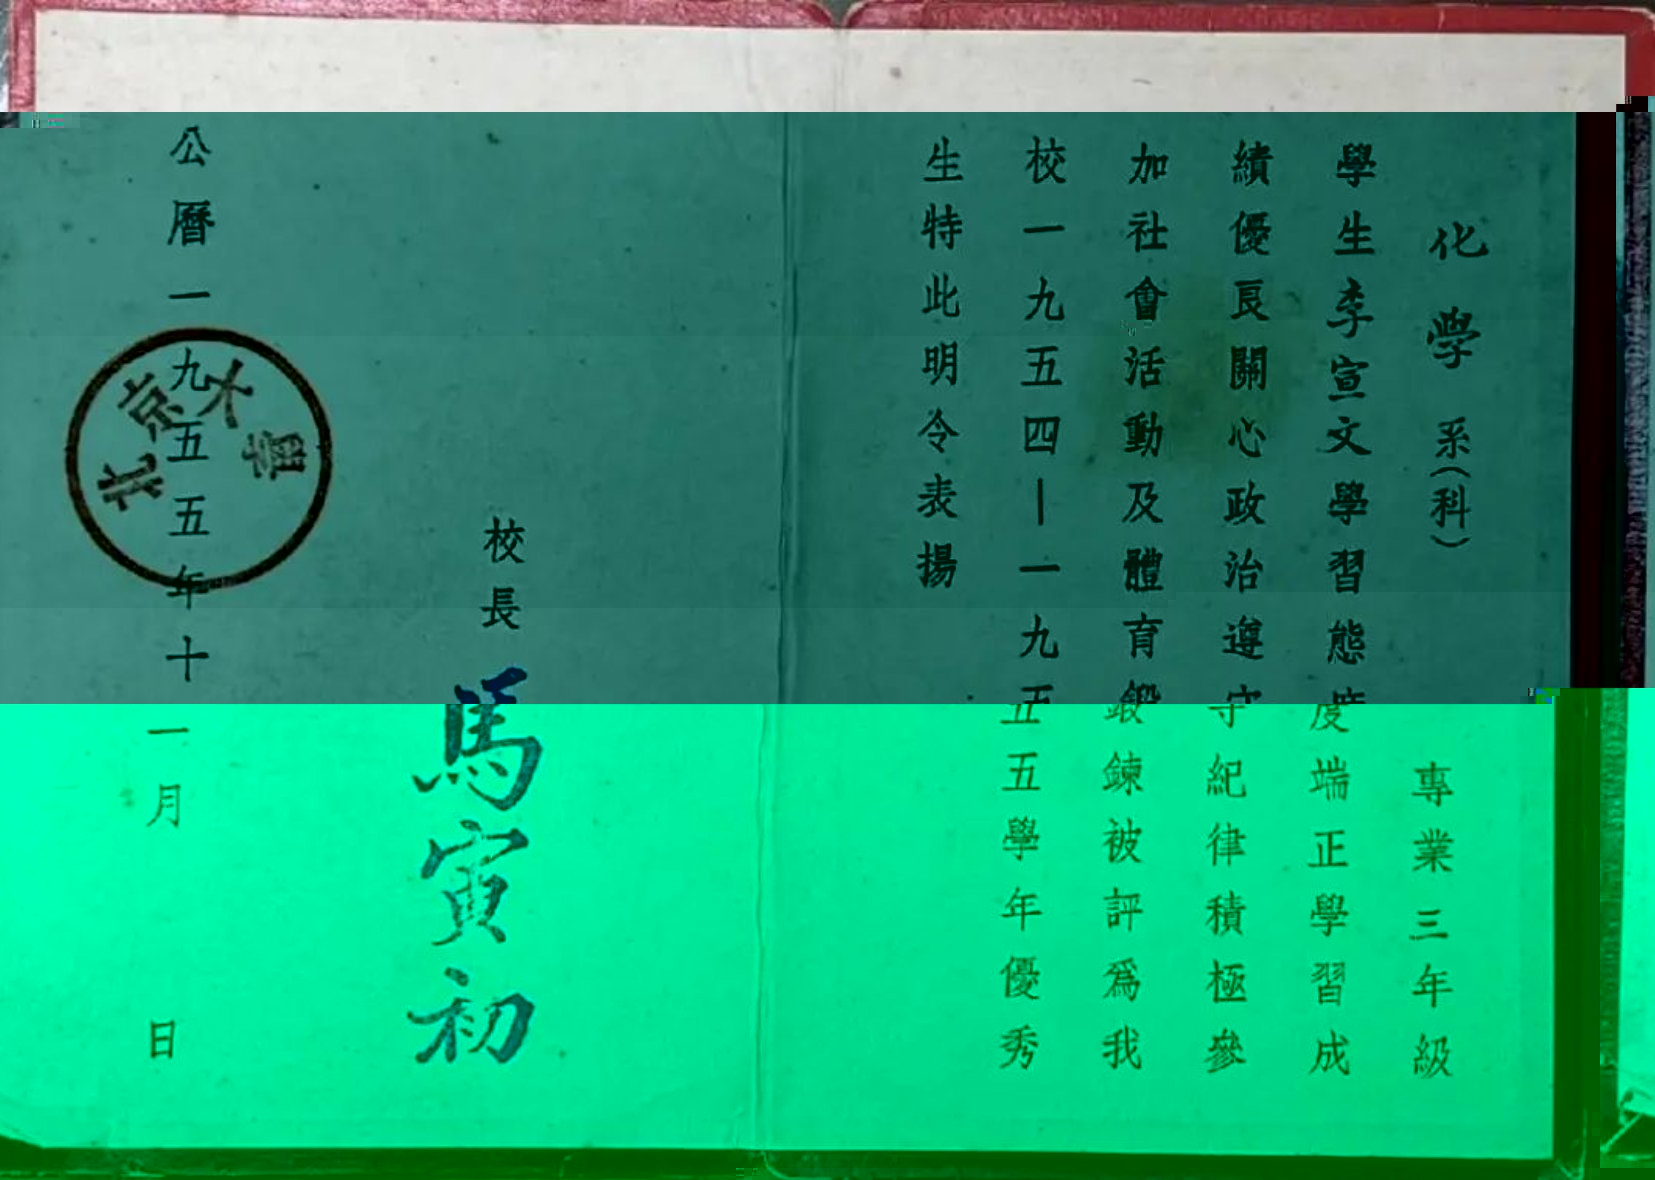 化学系(科) 專業三年級
學生李宣文學習態度端正學習成
績優良關心政治遵守紀律積極參
加社會活動及體育鍛鍊被評爲我
校一九五四—一九五五學年優秀
生特此明令表揚
校長 馬寅初
公曆一九五五年十一月 日
北京大學